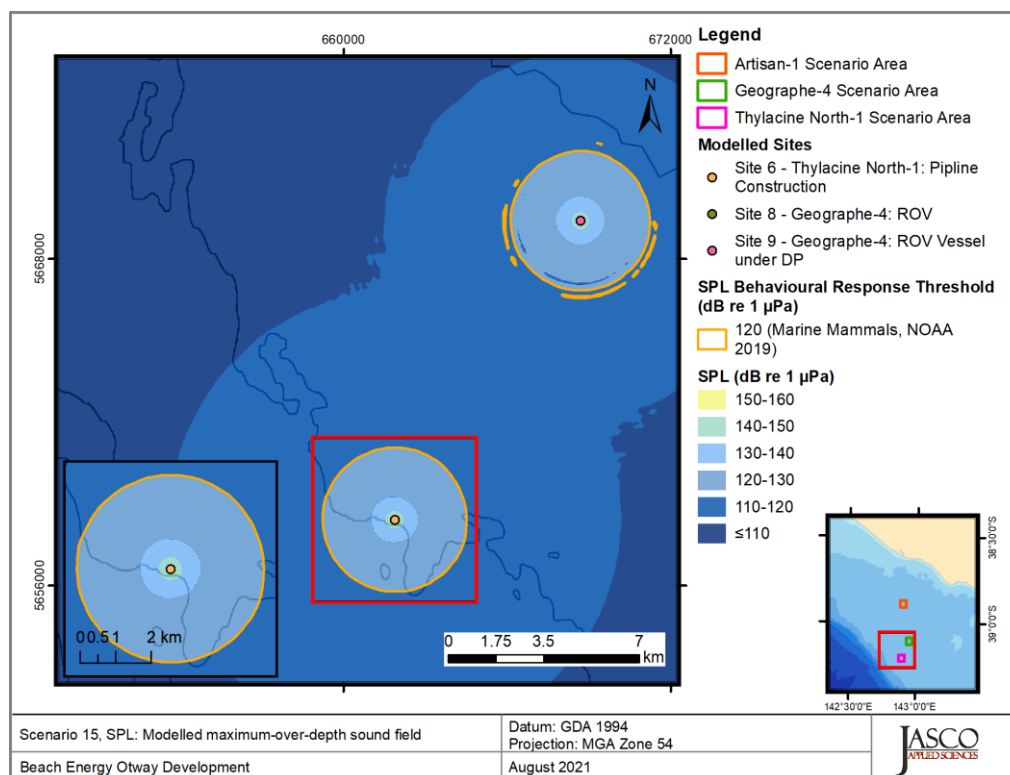 660000
672000
5668000
5656000
N
0 0.5 1 2 km
0 1.75 3.5 7
km
Legend
Artisan-1 Scenario Area
Geographe-4 Scenario Area
Thylacine North-1 Scenario Area
Modelled Sites
Site 6 - Thylacine North-1: Pipline
Construction
Site 8 - Geographe-4: ROV
Site 9 - Geographe-4: ROV Vessel
under DP
SPL Behavioural Response Threshold
(dB re 1 µPa)
120 (Marine Mammals, NOAA
2019)
SPL (dB re 1 µPa)
150-160
140-150
130-140
120-130
110-120
≤110
38°30'0"S
39°0'0"S
142°30'0"E
143°0'0"E
Scenario 15, SPL: Modelled maximum-over-depth sound field
Beach Energy Otway Development
Datum: GDA 1994
Projection: MGA Zone 54
August 2021
JASCO
APPLIED SCIENCES